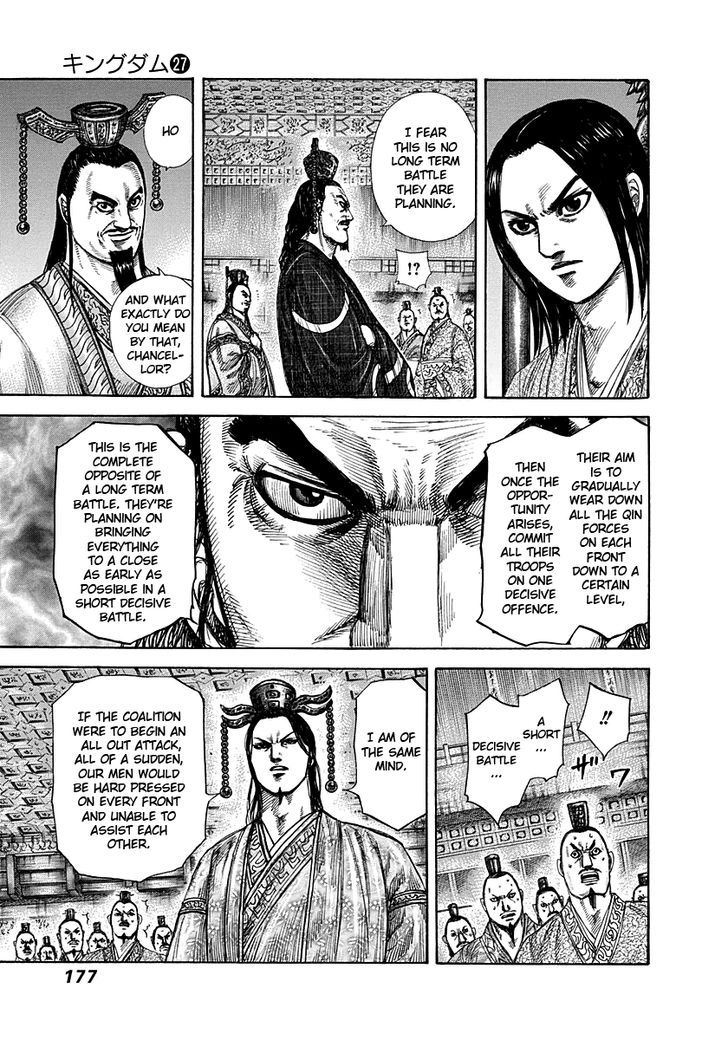 キングダム27
I FEAR
THIS IS NO
LONG TERM
BATTLE
THEY ARE
PLANNING.
!?
HO
AND WHAT
EXACTLY DO
YOU MEAN
BY THAT,
CHANCEL-
LOR?
THEIR AIM
IS TO
GRADUALLY
WEAR DOWN
ALL THE QIN
FORCES
ON EACH
FRONT
DOWN TO A
CERTAIN
LEVEL,
THEN
ONCE THE
OPPOR-
TUNITY
ARISES,
COMMIT
ALL THEIR
TROOPS
ON ONE
DECISIVE
OFFENCE.
THIS IS THE
COMPLETE
OPPOSITE
OF A LONG TERM
BATTLE. THEY'RE
PLANNING ON
BRINGING
EVERYTHING
TO A CLOSE
AS EARLY AS
POSSIBLE IN A
SHORT DECISIVE
BATTLE.
!!
A
SHORT
...
DECISIVE
BATTLE
...
ザワ
I AM OF
THE SAME
MIND.
IF THE COALITION
WERE TO BEGIN AN
ALL OUT ATTACK,
ALL OF A SUDDEN,
OUR MEN WOULD
BE HARD PRESSED
ON EVERY FRONT
AND UNABLE TO
ASSIST EACH
OTHER.
177